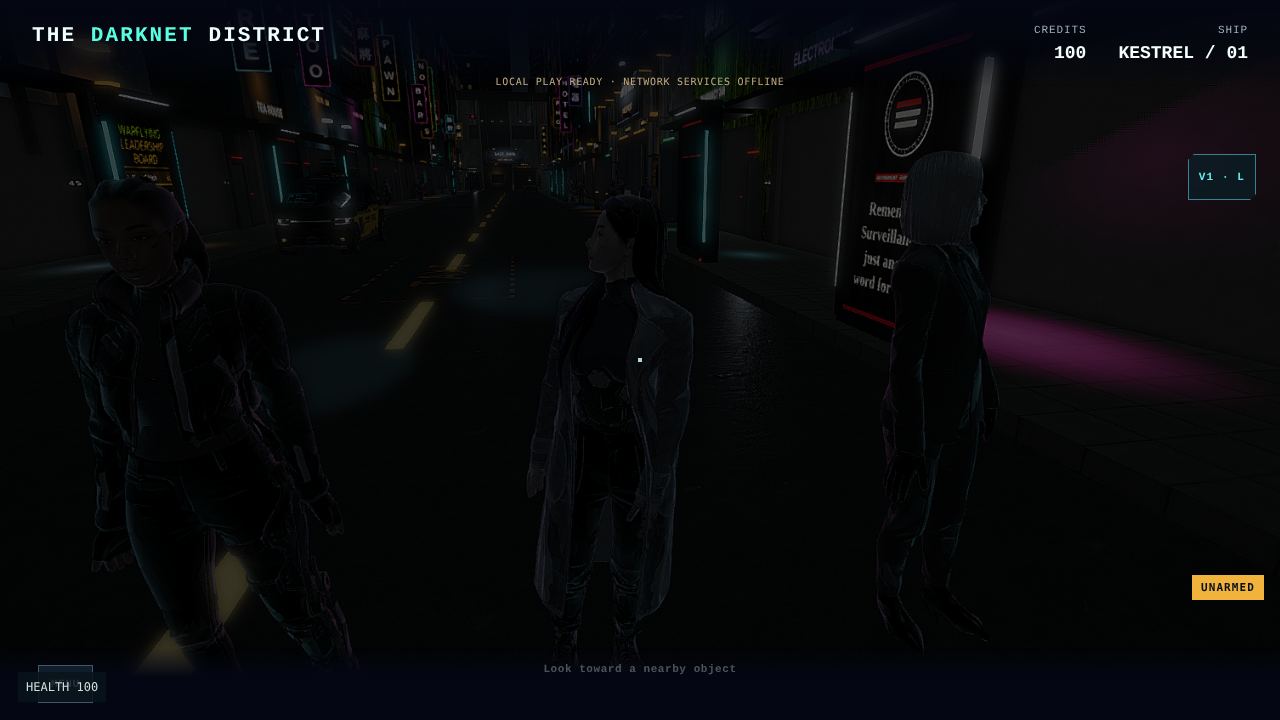 THE DARKNET DISTRICT
CREDITS
100
SHIP
KESTREL / 01
LOCAL PLAY READY · NETWORK SERVICES OFFLINE
PAWN
TEA HOUSE
WARFLYING
LEADERSHIP
BOARD
V1 · L
Surveillan
just an
word for
UNARMED
Look toward a nearby object
HEALTH 100